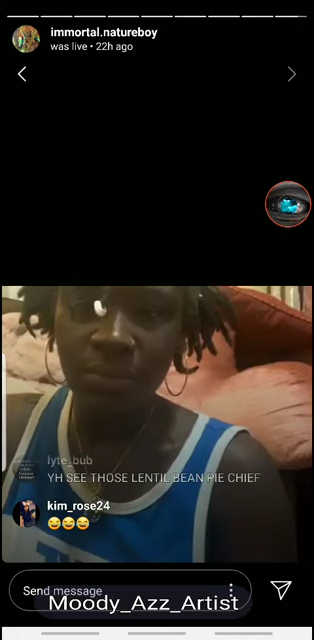 immortal.natureboy
was live • 22h ago
lyte_bub
YH SEE THOSE LENTIL BEAN PIE CHIEF
kim_rose24
😂😂😂
Send message
Moody_Azz_Artist